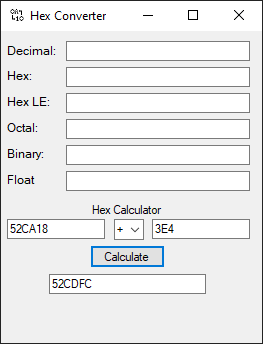 Hex Converter
Decimal:
Hex:
Hex LE:
Octal:
Binary:
Float
Hex Calculator
52CA18 + 3E4
Calculate
52CDFC